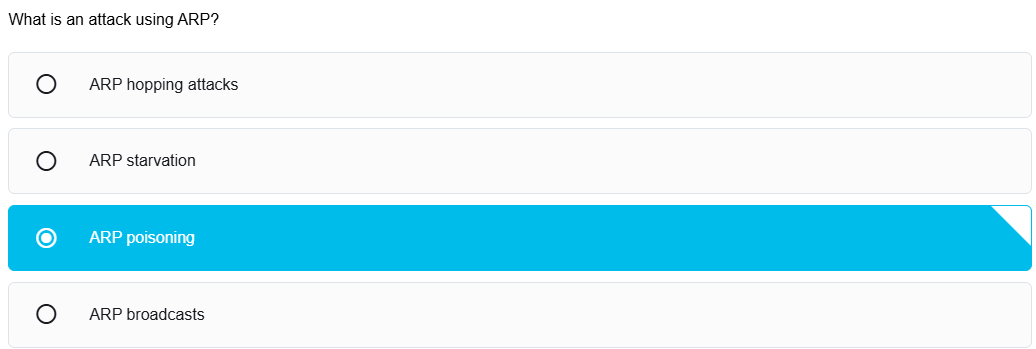 What is an attack using ARP?
ARP hopping attacks
ARP starvation
ARP poisoning
ARP broadcasts